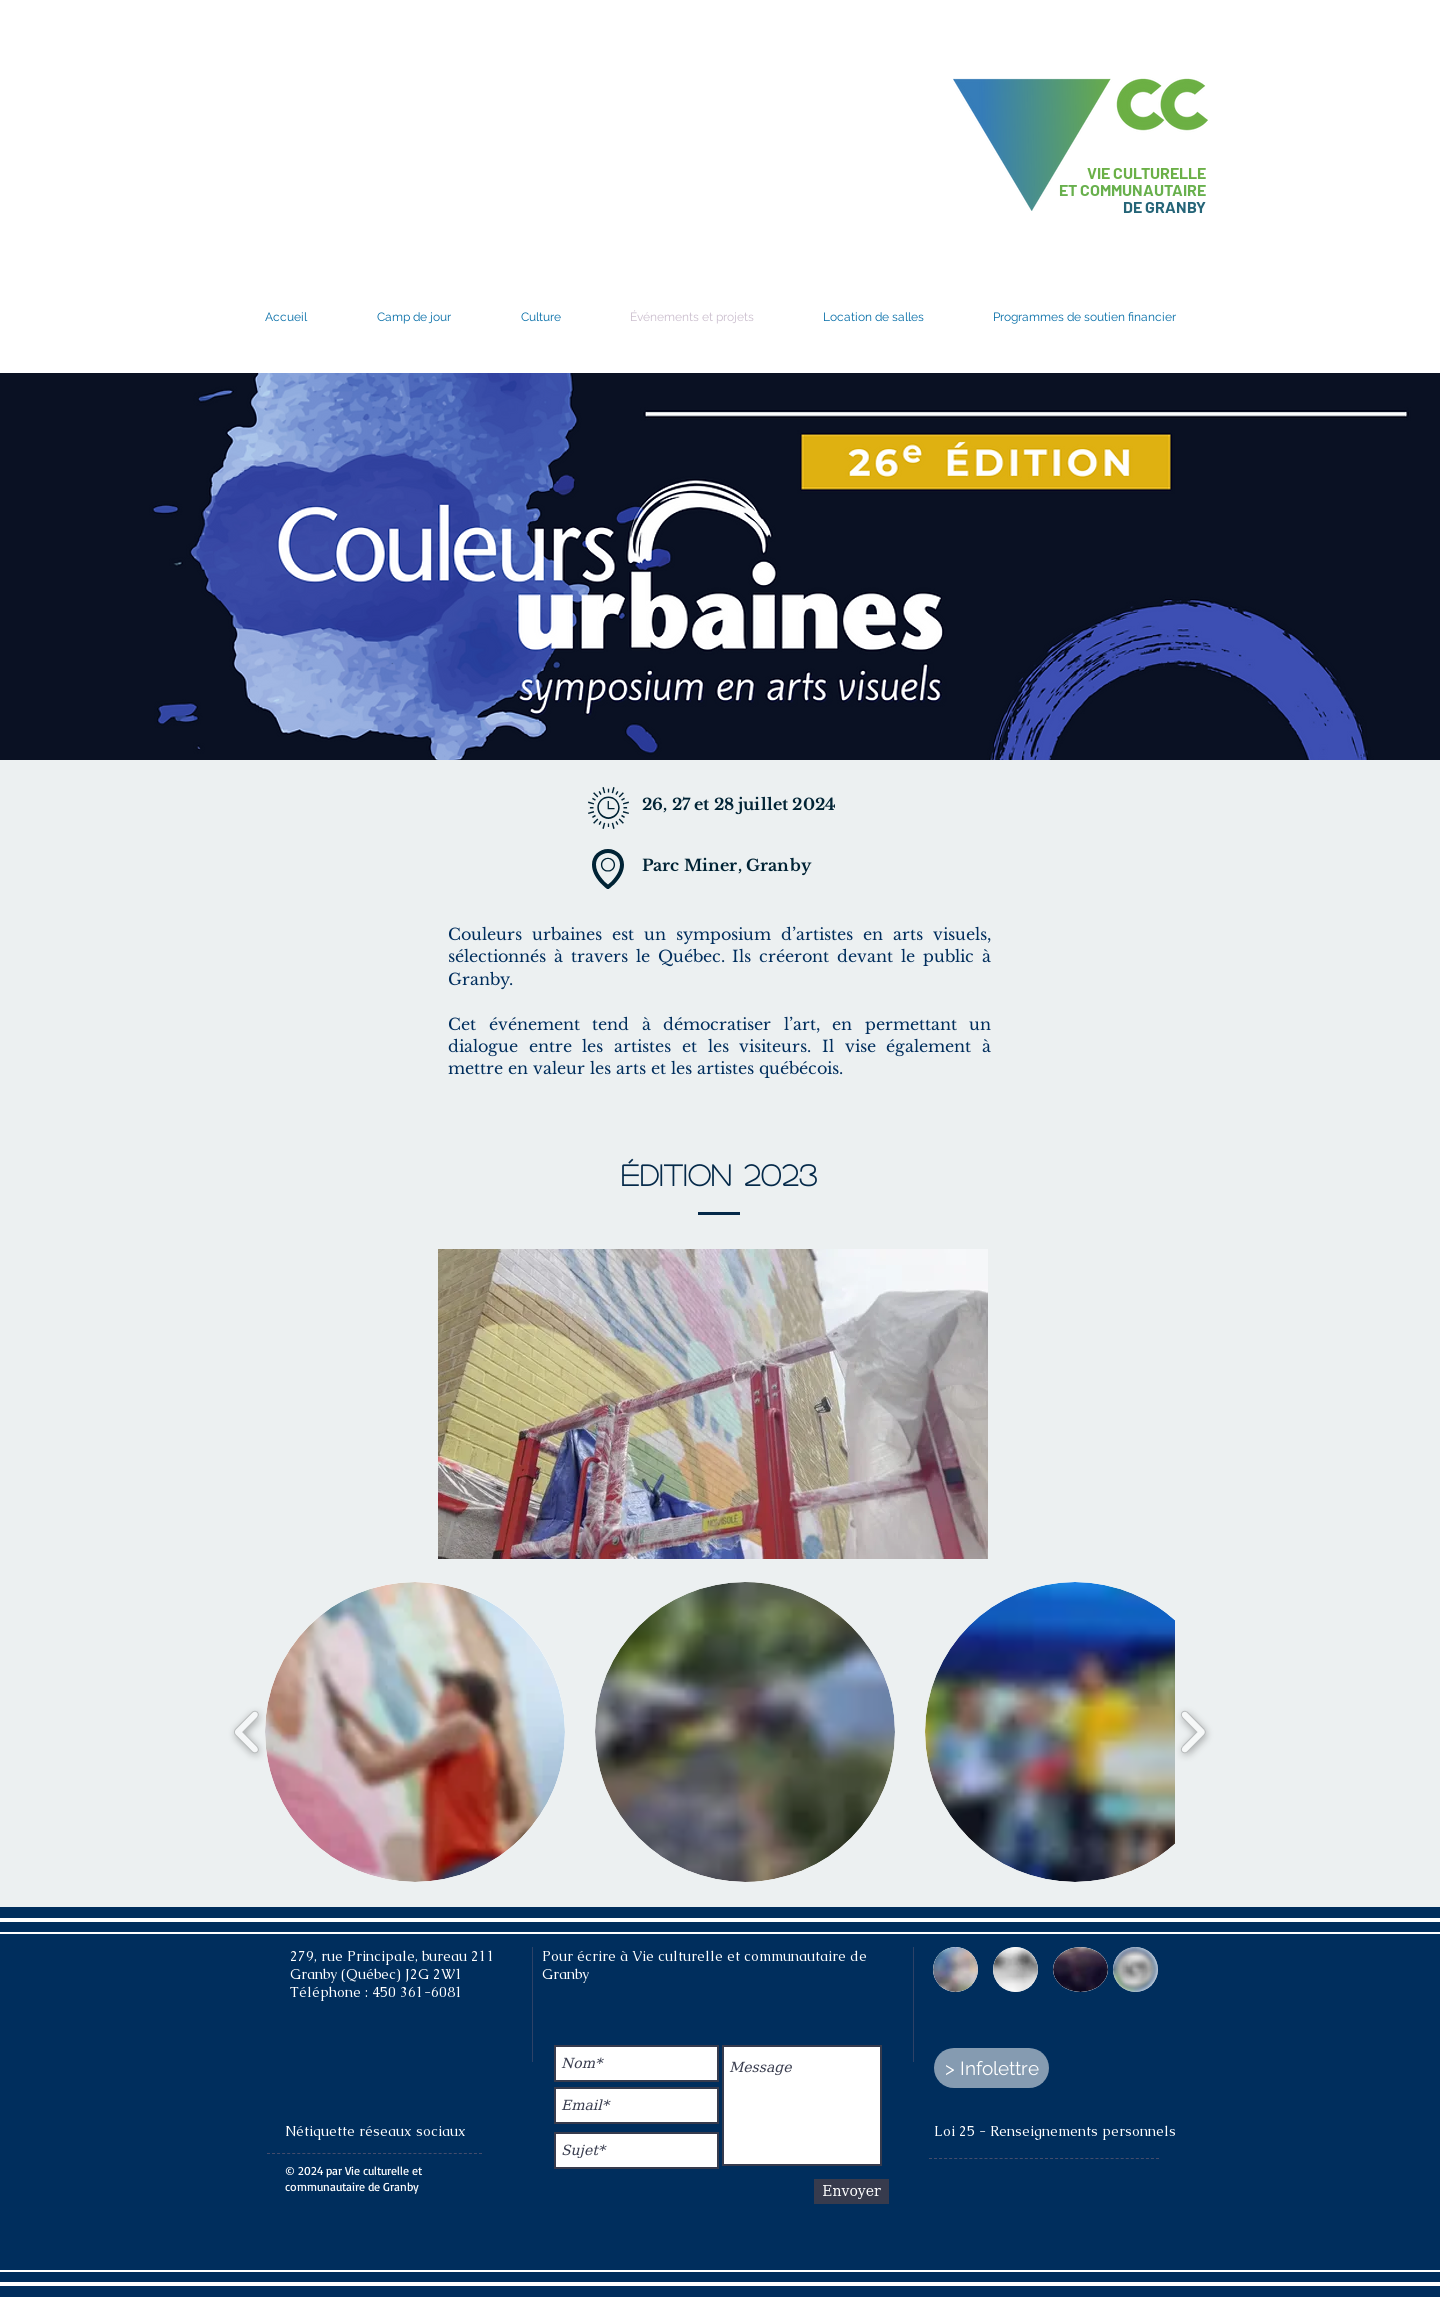 CC
VIE CULTURELLE
ET COMMUNAUTAIRE
DE GRANBY
Accueil
Camp de jour
Culture
Événements et projets
Location de salles
Programmes de soutien financier
26e ÉDITION
Couleurs
urbaines
symposium en arts visuels
26, 27 et 28 juillet 2024
Parc Miner, Granby
Couleurs urbaines est un symposium d’artistes en arts visuels,
sélectionnés à travers le Québec. Ils créeront devant le public à
Granby.
Cet événement tend à démocratiser l’art, en permettant un
dialogue entre les artistes et les visiteurs. Il vise également à
mettre en valeur les arts et les artistes québécois.
ÉDITION 2023
279, rue Principale, bureau 211
Granby (Québec) J2G 2W1
Téléphone : 450 361-6081
Pour écrire à Vie culturelle et communautaire de
Granby
Nom*
Message
Email*
Sujet*
Envoyer
> Infolettre
Nétiquette réseaux sociaux
Loi 25 - Renseignements personnels
© 2024 par Vie culturelle et
communautaire de Granby